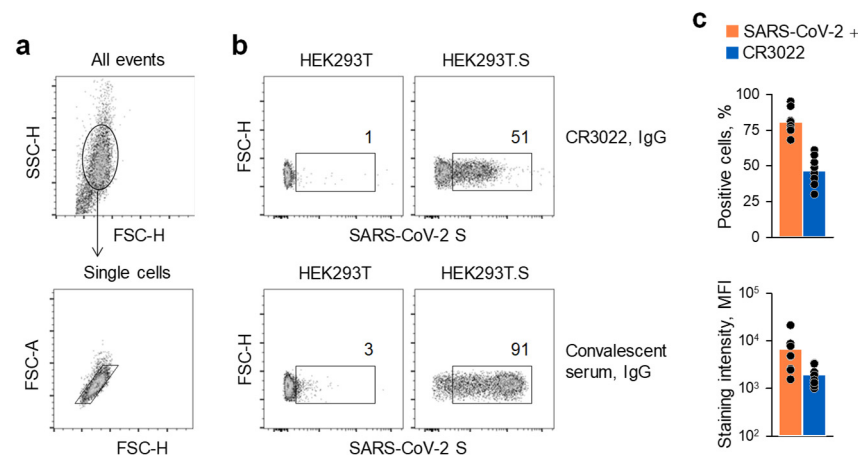 a
All events
SSC-H
FSC-H
Single cells
FSC-A
FSC-H
b
HEK293T
HEK293T.S
FSC-H
1
51
CR3022, IgG
SARS-CoV-2 S
HEK293T
HEK293T.S
FSC-H
3
91
Convalescent
serum, IgG
SARS-CoV-2 S
c
SARS-CoV-2 +
CR3022
Positive cells, %
100
75
50
25
0
Staining intensity, MFI
10⁵
10⁴
10³
10²